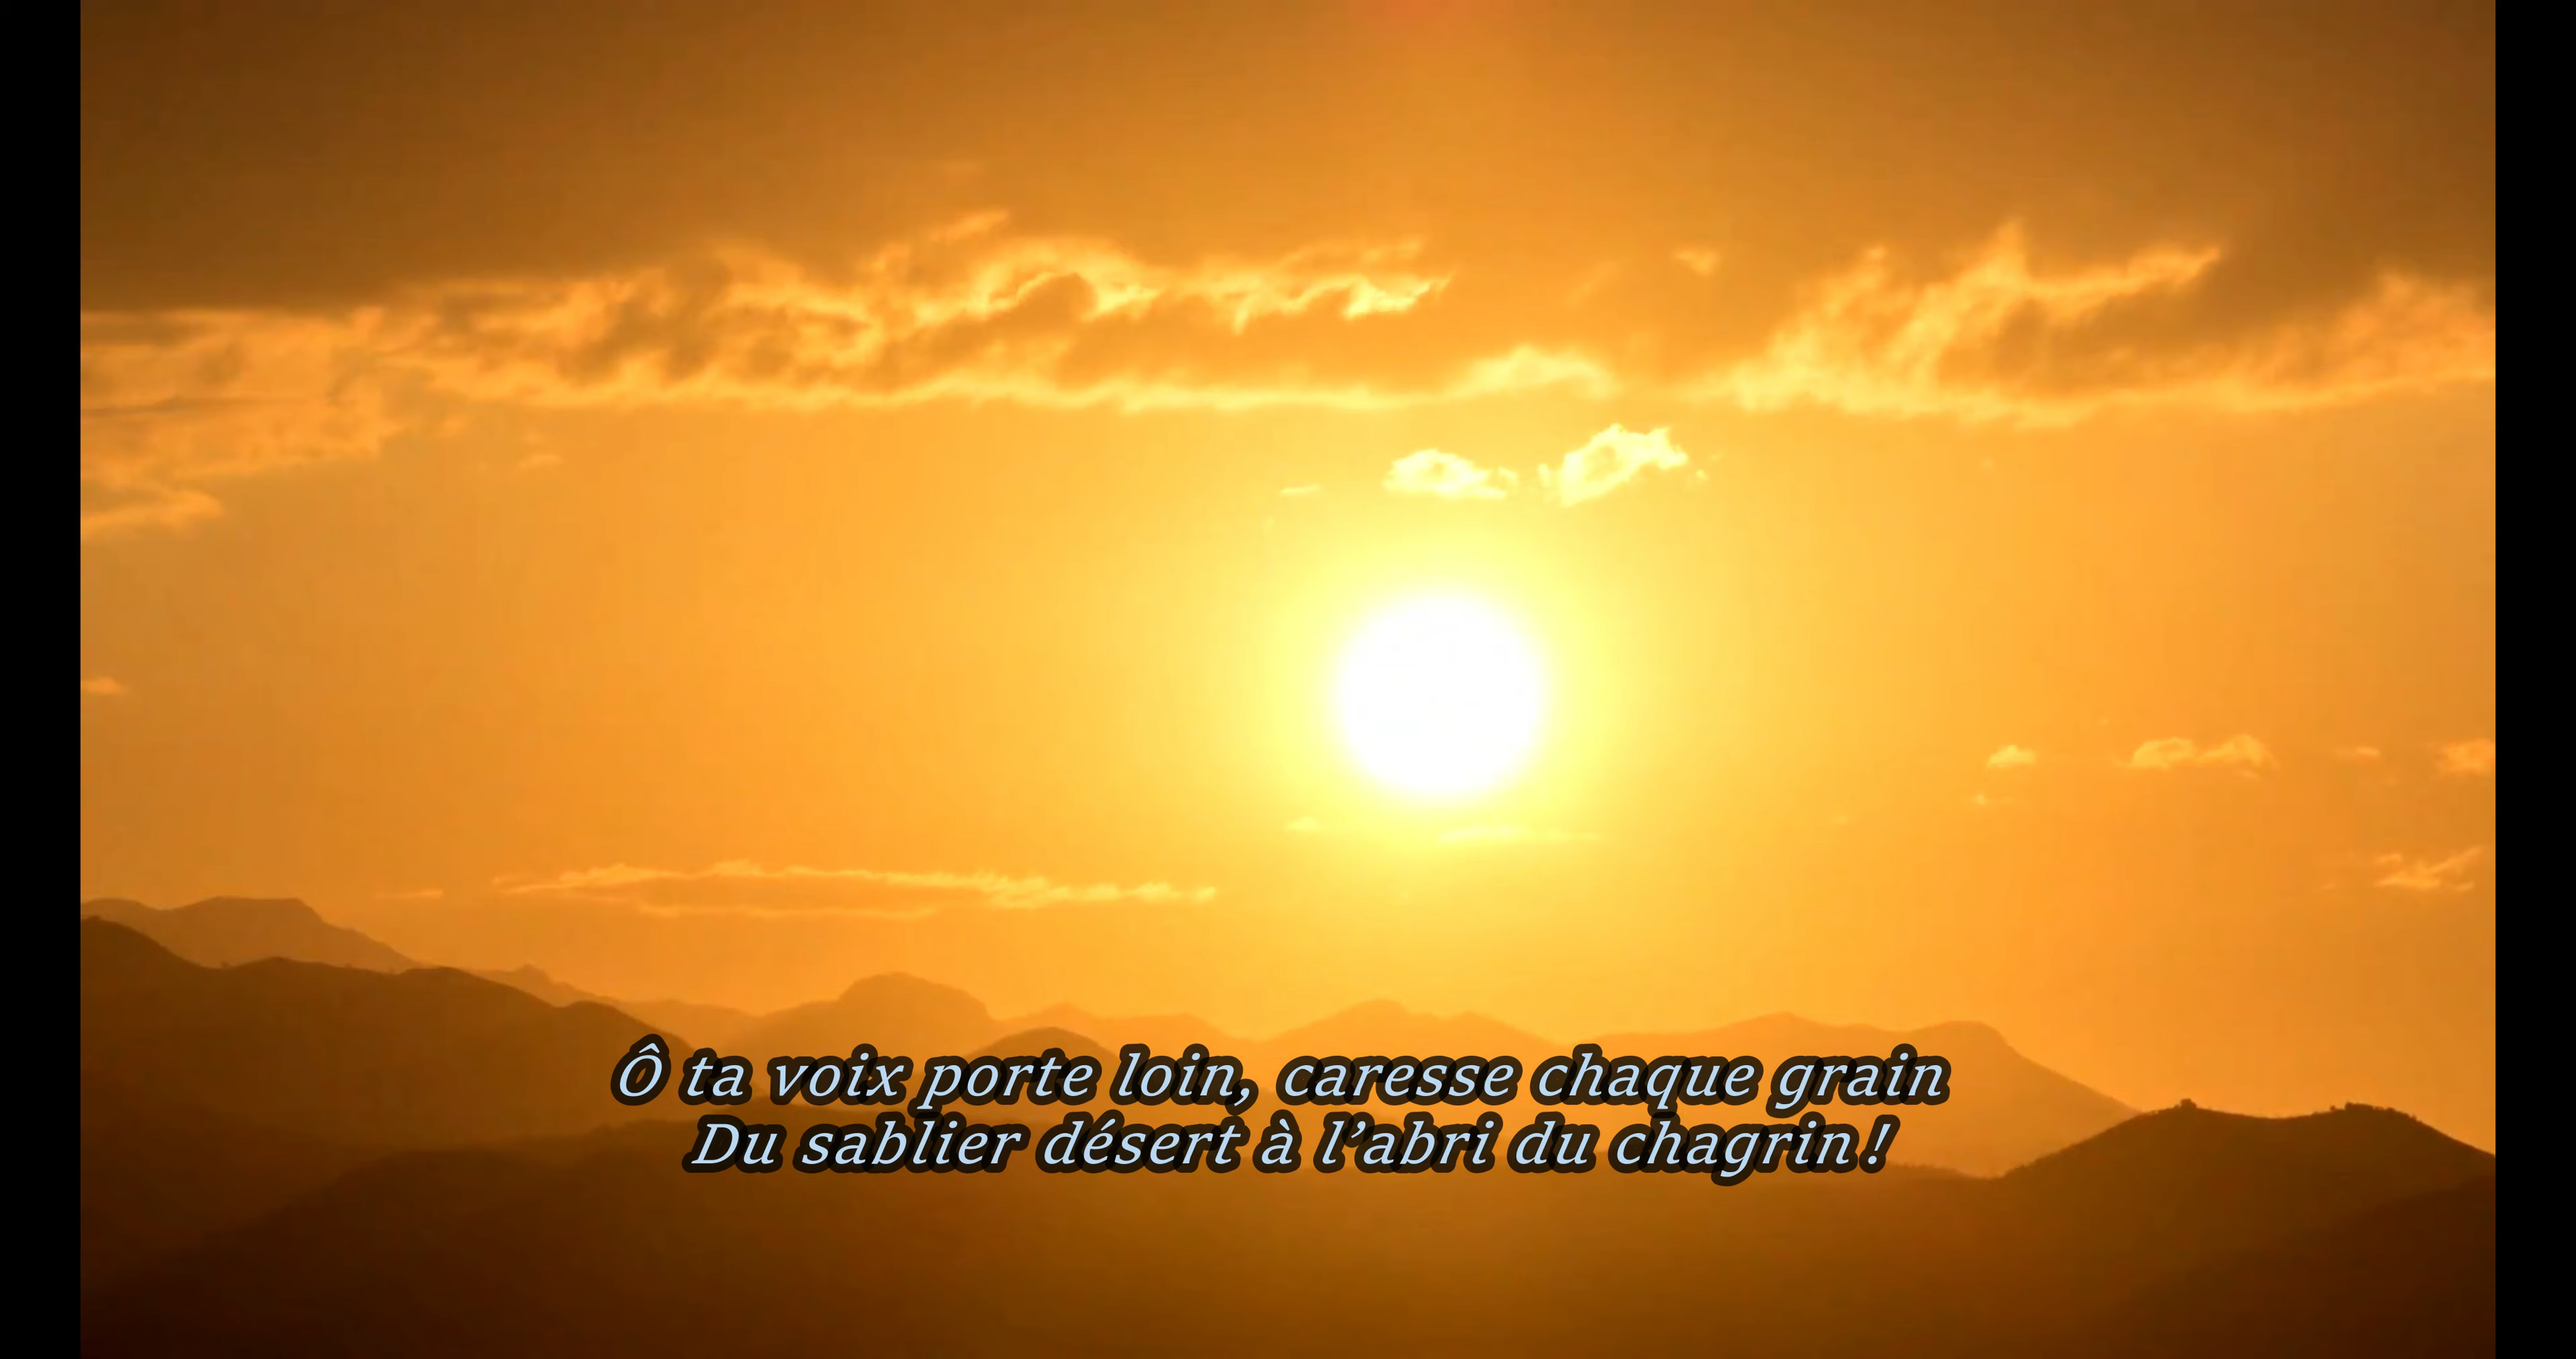 Ô ta voix porte loin, caresse chaque grain
Du sablier désert à l’abri du chagrin !